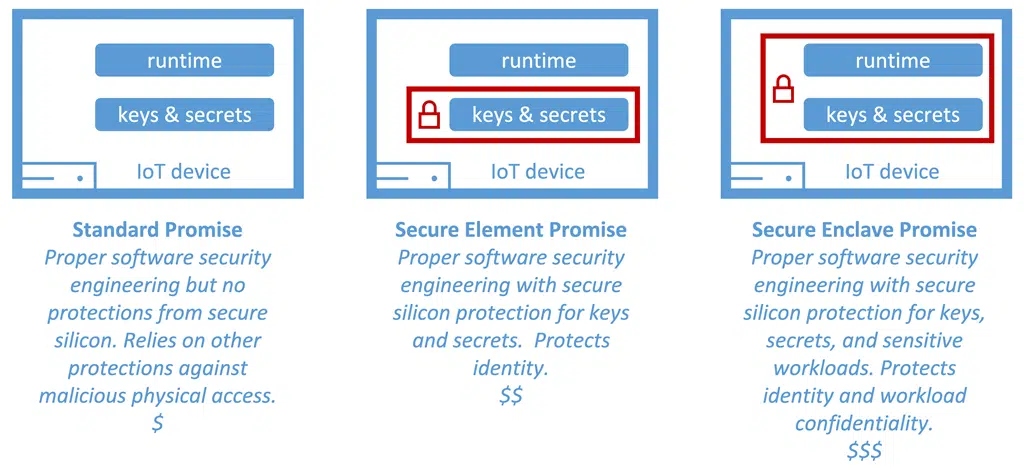 runtime
keys & secrets
IoT device
Standard Promise
Proper software security
engineering but no
protections from secure
silicon. Relies on other
protections against
malicious physical access.
$
runtime
keys & secrets
IoT device
Secure Element Promise
Proper software security
engineering with secure
silicon protection for keys
and secrets.  Protects
identity.
$$
runtime
keys & secrets
IoT device
Secure Enclave Promise
Proper software security
engineering with secure
silicon protection for keys,
secrets, and sensitive
workloads. Protects
identity and workload
confidentiality.
$$$